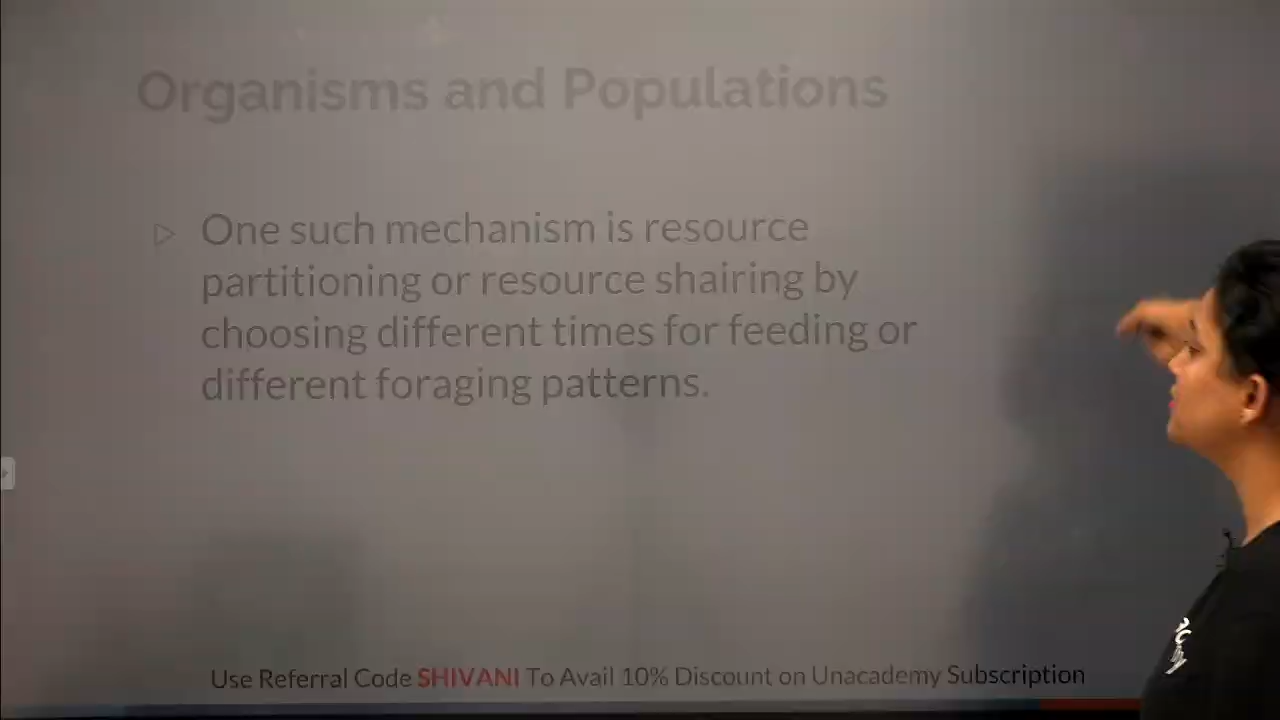 Organisms and Populations
One such mechanism is resource
partitioning or resource shairing by
choosing different times for feeding or
different foraging patterns.
Use Referral Code SHIVANI To Avail 10% Discount on Unacademy Subscription